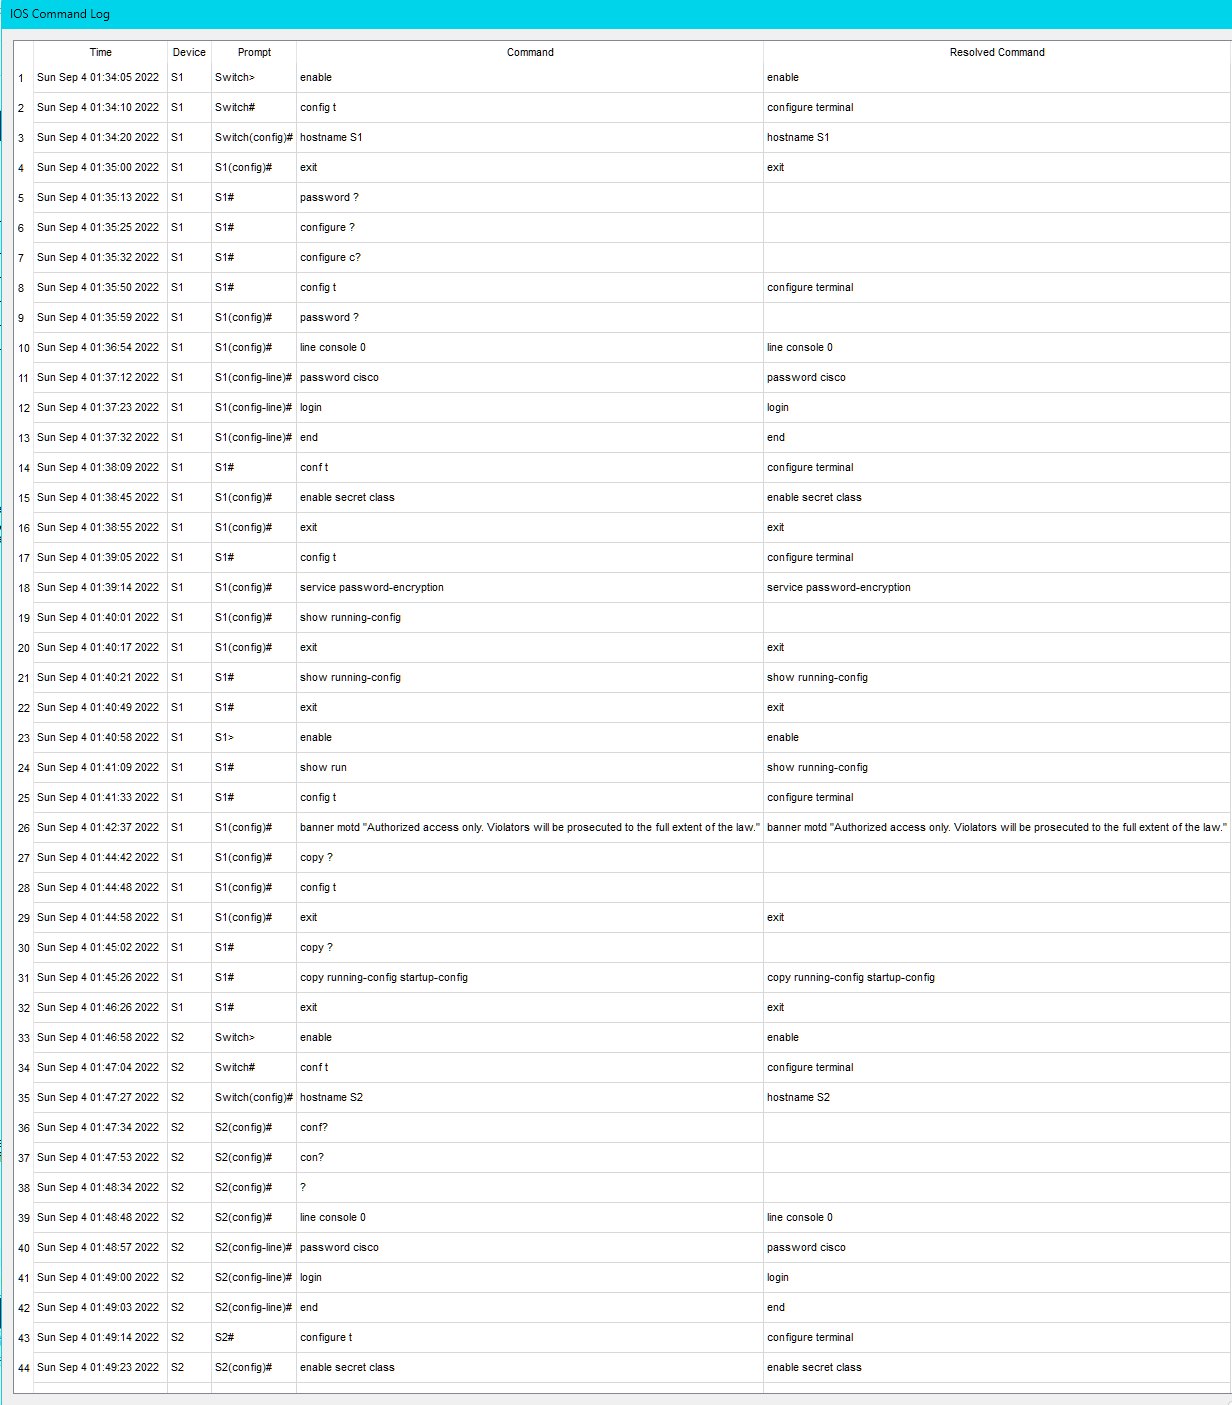 IOS Command Log
Time Device Prompt Command Resolved Command
1 Sun Sep 4 01:34:05 2022 S1 Switch> enable enable
2 Sun Sep 4 01:34:10 2022 S1 Switch# config t configure terminal
3 Sun Sep 4 01:34:20 2022 S1 Switch(config)# hostname S1 hostname S1
4 Sun Sep 4 01:35:00 2022 S1 S1(config)# exit exit
5 Sun Sep 4 01:35:13 2022 S1 S1# password ?
6 Sun Sep 4 01:35:25 2022 S1 S1# configure ?
7 Sun Sep 4 01:35:32 2022 S1 S1# configure c?
8 Sun Sep 4 01:35:50 2022 S1 S1# config t configure terminal
9 Sun Sep 4 01:35:59 2022 S1 S1(config)# password ?
10 Sun Sep 4 01:36:54 2022 S1 S1(config)# line console 0 line console 0
11 Sun Sep 4 01:37:12 2022 S1 S1(config-line)# password cisco password cisco
12 Sun Sep 4 01:37:23 2022 S1 S1(config-line)# login login
13 Sun Sep 4 01:37:32 2022 S1 S1(config-line)# end end
14 Sun Sep 4 01:38:09 2022 S1 S1# conf t configure terminal
15 Sun Sep 4 01:38:45 2022 S1 S1(config)# enable secret class enable secret class
16 Sun Sep 4 01:38:55 2022 S1 S1(config)# exit exit
17 Sun Sep 4 01:39:05 2022 S1 S1# config t configure terminal
18 Sun Sep 4 01:39:14 2022 S1 S1(config)# service password-encryption service password-encryption
19 Sun Sep 4 01:40:01 2022 S1 S1(config)# show running-config
20 Sun Sep 4 01:40:17 2022 S1 S1(config)# exit exit
21 Sun Sep 4 01:40:21 2022 S1 S1# show running-config show running-config
22 Sun Sep 4 01:40:49 2022 S1 S1# exit exit
23 Sun Sep 4 01:40:58 2022 S1 S1> enable enable
24 Sun Sep 4 01:41:09 2022 S1 S1# show run show running-config
25 Sun Sep 4 01:41:33 2022 S1 S1# config t configure terminal
26 Sun Sep 4 01:42:37 2022 S1 S1(config)# banner motd "Authorized access only. Violators will be prosecuted to the full extent of the law." banner motd "Authorized access only. Violators will be prosecuted to the full extent of the law."
27 Sun Sep 4 01:44:42 2022 S1 S1(config)# copy ?
28 Sun Sep 4 01:44:48 2022 S1 S1(config)# config t
29 Sun Sep 4 01:44:58 2022 S1 S1(config)# exit exit
30 Sun Sep 4 01:45:02 2022 S1 S1# copy ?
31 Sun Sep 4 01:45:26 2022 S1 S1# copy running-config startup-config copy running-config startup-config
32 Sun Sep 4 01:46:26 2022 S1 S1# exit exit
33 Sun Sep 4 01:46:58 2022 S2 Switch> enable enable
34 Sun Sep 4 01:47:04 2022 S2 Switch# conf t configure terminal
35 Sun Sep 4 01:47:27 2022 S2 Switch(config)# hostname S2 hostname S2
36 Sun Sep 4 01:47:34 2022 S2 S2(config)# conf?
37 Sun Sep 4 01:47:53 2022 S2 S2(config)# con?
38 Sun Sep 4 01:48:34 2022 S2 S2(config)# ?
39 Sun Sep 4 01:48:48 2022 S2 S2(config)# line console 0 line console 0
40 Sun Sep 4 01:48:57 2022 S2 S2(config-line)# password cisco password cisco
41 Sun Sep 4 01:49:00 2022 S2 S2(config-line)# login login
42 Sun Sep 4 01:49:03 2022 S2 S2(config-line)# end end
43 Sun Sep 4 01:49:14 2022 S2 S2# configure t configure terminal
44 Sun Sep 4 01:49:23 2022 S2 S2(config)# enable secret class enable secret class